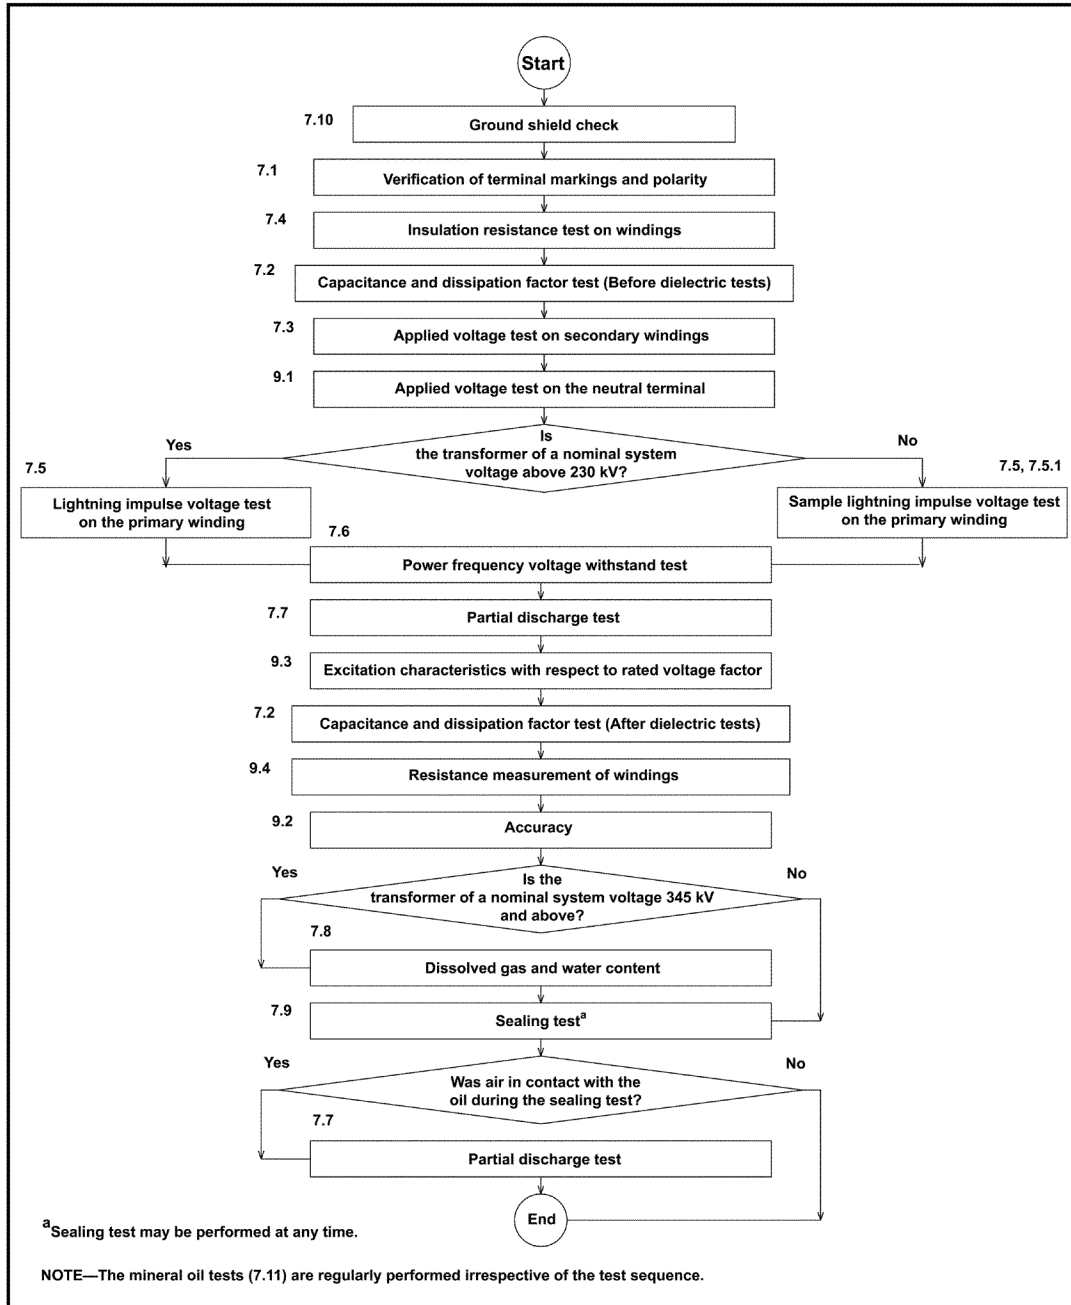 Start
7.10
Ground shield check
7.1
Verification of terminal markings and polarity
7.4
Insulation resistance test on windings
7.2
Capacitance and dissipation factor test (Before dielectric tests)
7.3
Applied voltage test on secondary windings
9.1
Applied voltage test on the neutral terminal
Is
the transformer of a nominal system
voltage above 230 kV?
Yes
No
7.5
Lightning impulse voltage test
on the primary winding
7.5, 7.5.1
Sample lightning impulse voltage test
on the primary winding
7.6
Power frequency voltage withstand test
7.7
Partial discharge test
9.3
Excitation characteristics with respect to rated voltage factor
7.2
Capacitance and dissipation factor test (After dielectric tests)
9.4
Resistance measurement of windings
9.2
Accuracy
Yes
No
Is the
transformer of a nominal system voltage 345 kV
and above?
7.8
Dissolved gas and water content
7.9
Sealing testᵃ
Yes
No
Was air in contact with the
oil during the sealing test?
7.7
Partial discharge test
End
ᵃSealing test may be performed at any time.
NOTE—The mineral oil tests (7.11) are regularly performed irrespective of the test sequence.